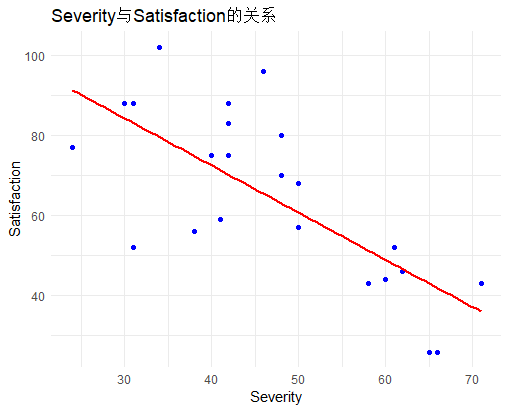 Severity与Satisfaction的关系
100
80
60
40
Satisfaction
30 40 50 60 70
Severity